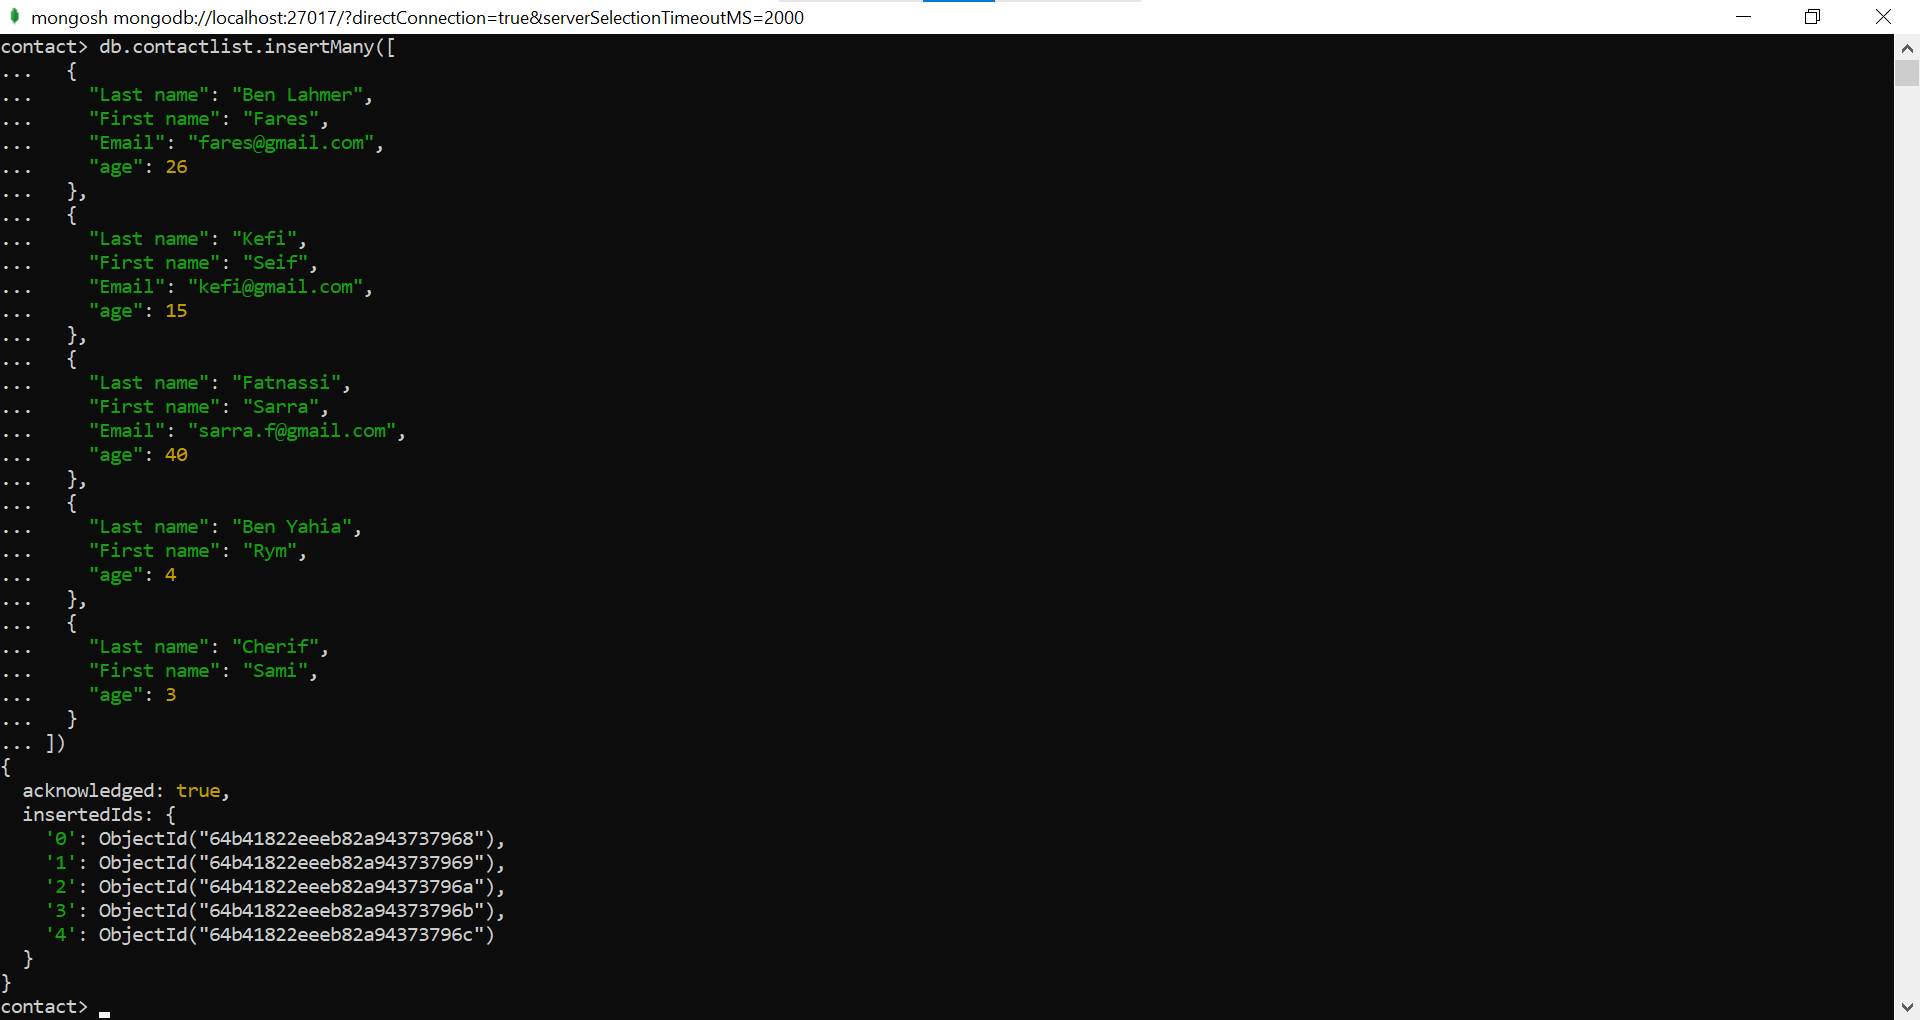 mongosh mongodb://localhost:27017/?directConnection=true&serverSelectionTimeoutMS=2000
contact> db.contactlist.insertMany([
...   {
...     "Last name": "Ben Lahmer",
...     "First name": "Fares",
...     "Email": "fares@gmail.com",
...     "age": 26
...   },
...   {
...     "Last name": "Kefi",
...     "First name": "Seif",
...     "Email": "kefi@gmail.com",
...     "age": 15
...   },
...   {
...     "Last name": "Fatnassi",
...     "First name": "Sarra",
...     "Email": "sarra.f@gmail.com",
...     "age": 40
...   },
...   {
...     "Last name": "Ben Yahia",
...     "First name": "Rym",
...     "age": 4
...   },
...   {
...     "Last name": "Cherif",
...     "First name": "Sami",
...     "age": 3
...   }
... ])
{
  acknowledged: true,
  insertedIds: {
    '0': ObjectId("64b41822eeeb82a943737968"),
    '1': ObjectId("64b41822eeeb82a943737969"),
    '2': ObjectId("64b41822eeeb82a94373796a"),
    '3': ObjectId("64b41822eeeb82a94373796b"),
    '4': ObjectId("64b41822eeeb82a94373796c")
  }
}
contact>